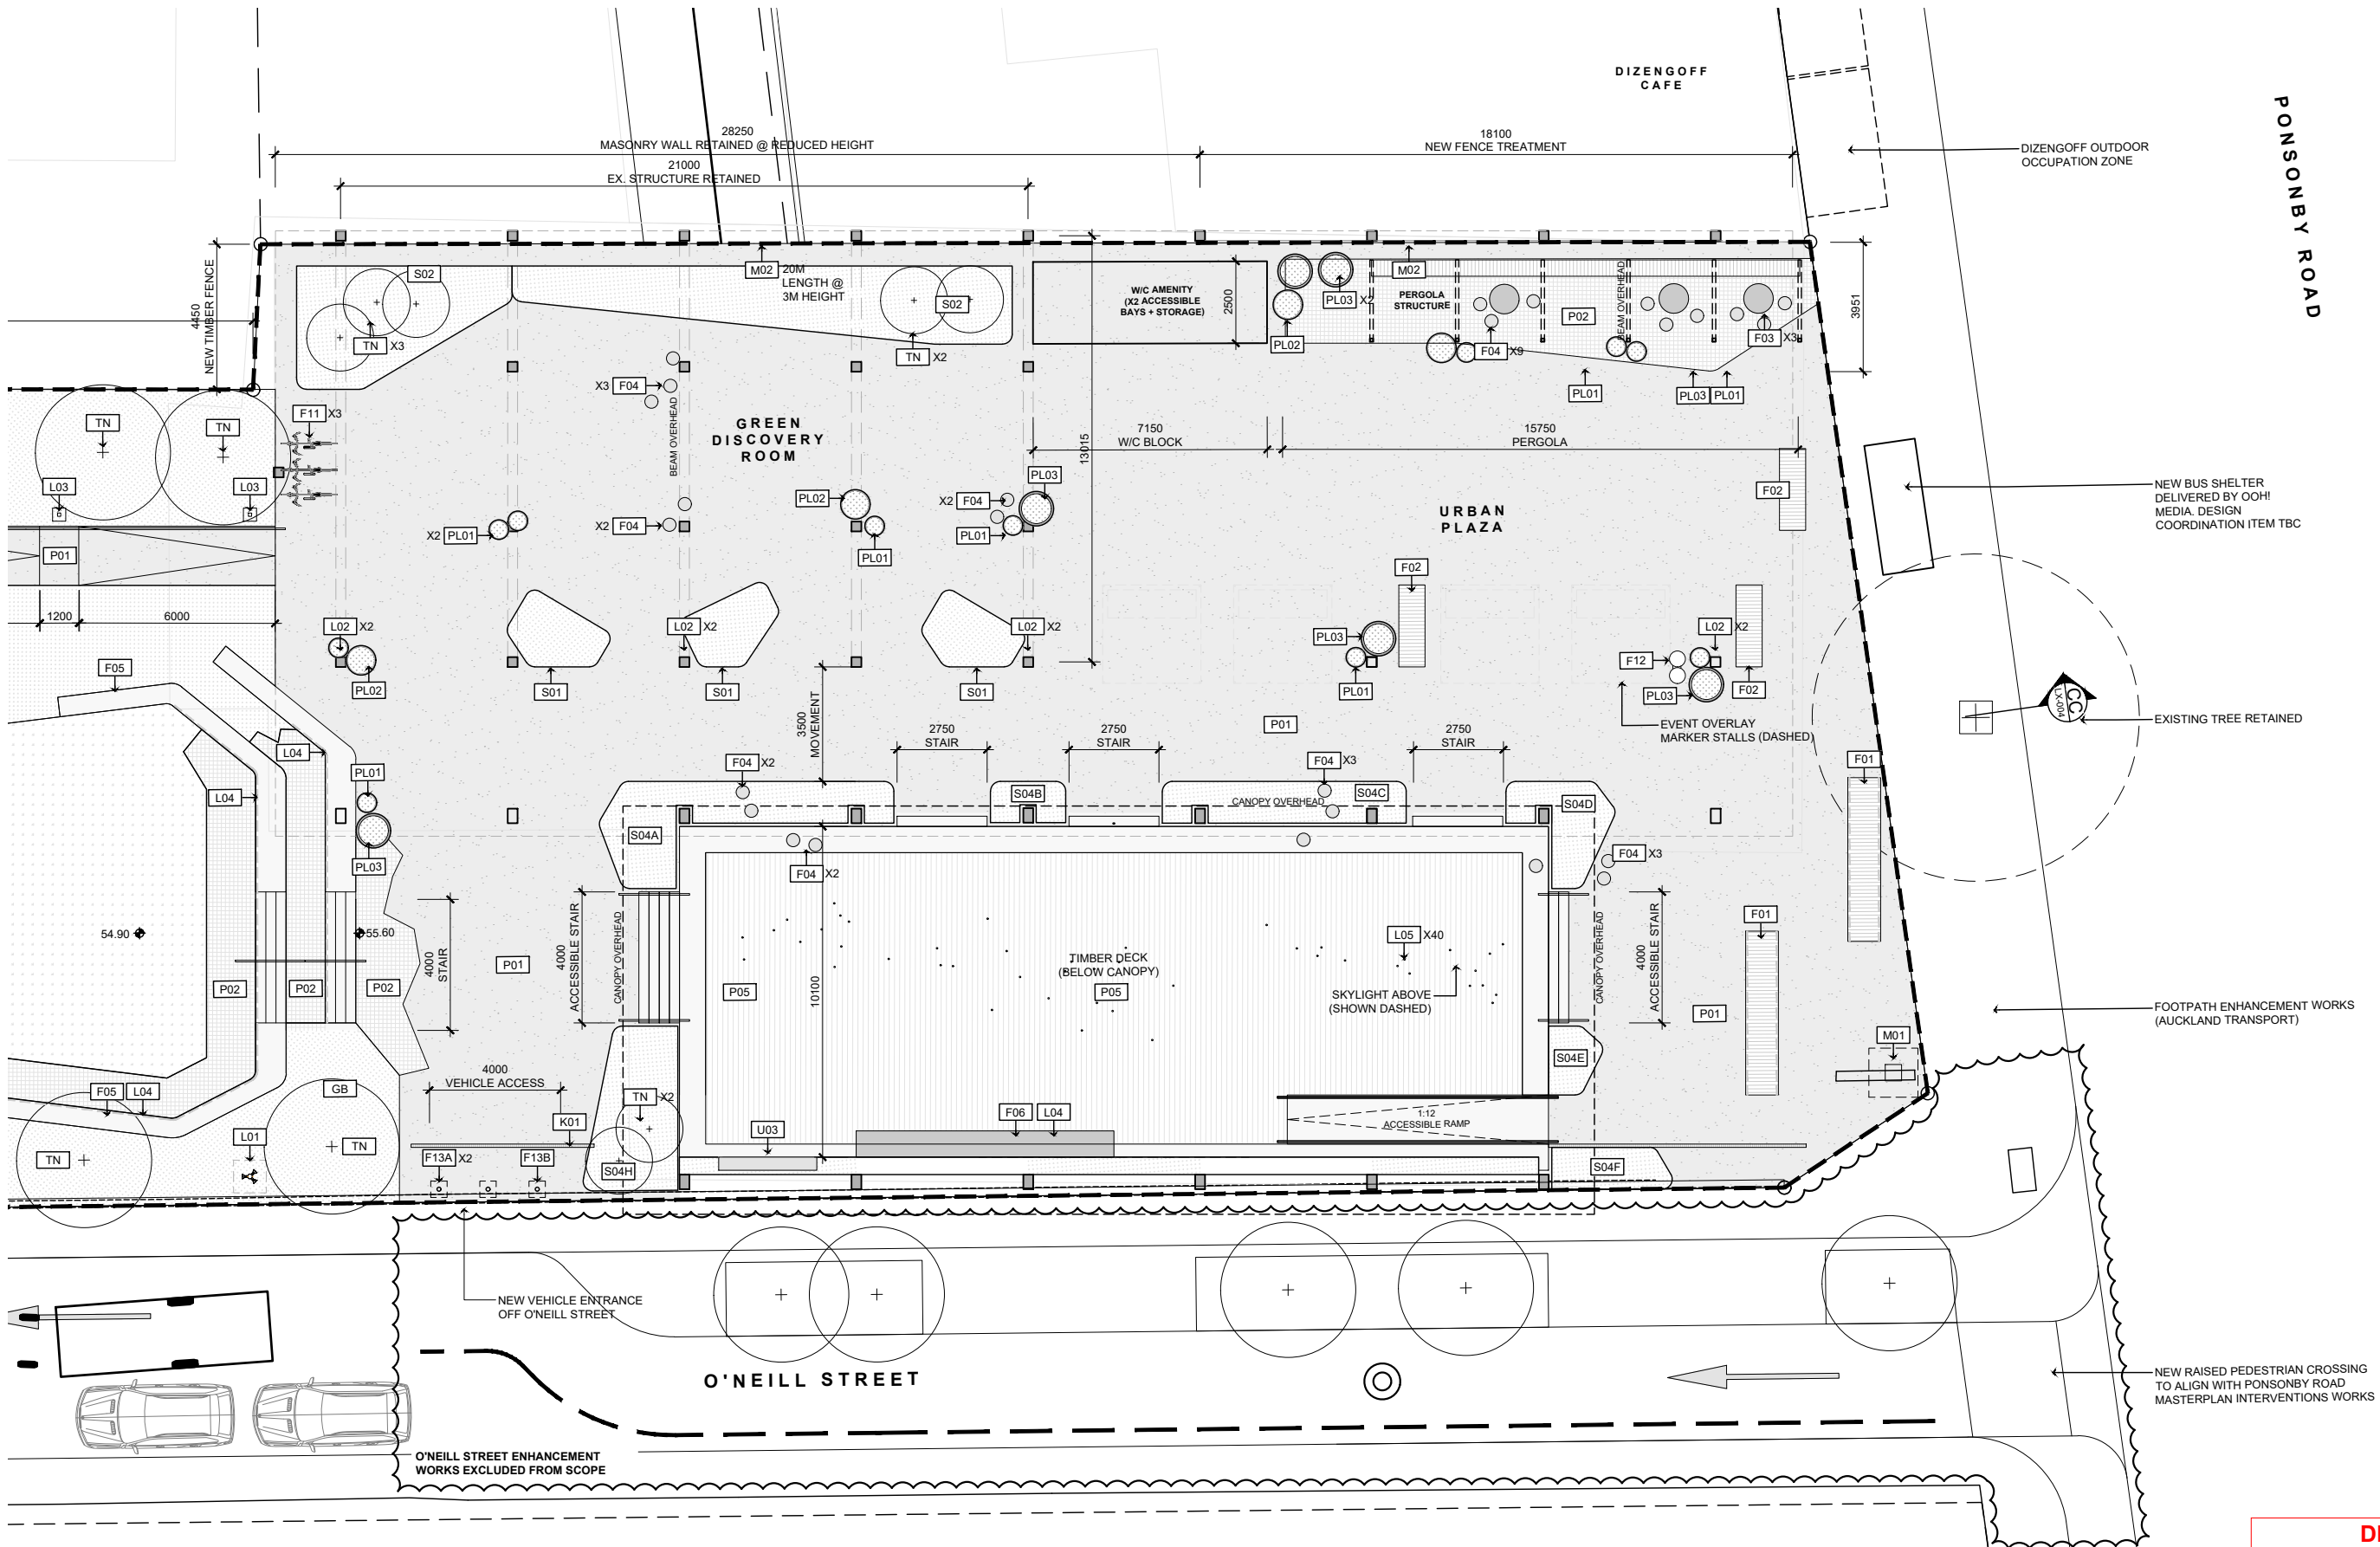 DIZENGOFF
CAFE
PONSONBY ROAD
28250
MASONRY WALL RETAINED @ REDUCED HEIGHT
18100
NEW FENCE TREATMENT
DIZENGOFF OUTDOOR
OCCUPATION ZONE
21000
EX. STRUCTURE RETAINED
4450
NEW TIMBER FENCE
S02
M02
20M
LENGTH @
3M HEIGHT
S02
TN X3
TN X2
W/C AMENITY
(X2 ACCESSIBLE
BAYS + STORAGE)
2500
PL03 X2
M02
PERGOLA
STRUCTURE
P02
BEAM OVERHEAD
PL02
F04 X9
F03 X3
3951
PL01
PL03
PL01
X3 F04
BEAM OVERHEAD
TN
TN
F11 X3
GREEN
DISCOVERY
ROOM
13015
7150
W/C BLOCK
15750
PERGOLA
L03
L03
PL02
X2 F04
PL03
F02
URBAN
PLAZA
NEW BUS SHELTER
DELIVERED BY OOH!
MEDIA. DESIGN
COORDINATION ITEM TBC
X2 PL01
X2 F04
PL01
PL01
P01
F02
1200
6000
L02 X2
L02 X2
L02 X2
PL03
L02 X2
F05
F12
PL02
S01
S01
S01
PL01
PL03
F02
CC
LX-004
EXISTING TREE RETAINED
3500
MOVEMENT
P01
EVENT OVERLAY
MARKER STALLS (DASHED)
2750
STAIR
2750
STAIR
2750
STAIR
L04
PL01
F04 X2
F04 X3
F01
L04
S04B
S04C
CANOPY OVERHEAD
S04D
S04A
PL03
F04 X2
F04 X3
54.90
55.60
4000
STAIR
P01
4000
ACCESSIBLE STAIR
CANOPY OVERHEAD
10100
TIMBER DECK
(BELOW CANOPY)
L05 X40
CANOPY OVERHEAD
4000
ACCESSIBLE STAIR
F01
P02
P02
P02
P05
P05
SKYLIGHT ABOVE
(SHOWN DASHED)
P01
FOOTPATH ENHANCEMENT WORKS
(AUCKLAND TRANSPORT)
M01
S04E
4000
VEHICLE ACCESS
F05
L04
GB
TN X2
K01
F06
L04
1:12
ACCESSIBLE RAMP
U03
L01
TN
TN
F13A X2
F13B
S04H
S04F
NEW VEHICLE ENTRANCE
OFF O'NEILL STREET
O'NEILL STREET
NEW RAISED PEDESTRIAN CROSSING
TO ALIGN WITH PONSONBY ROAD
MASTERPLAN INTERVENTIONS WORKS
O'NEILL STREET ENHANCEMENT
WORKS EXCLUDED FROM SCOPE